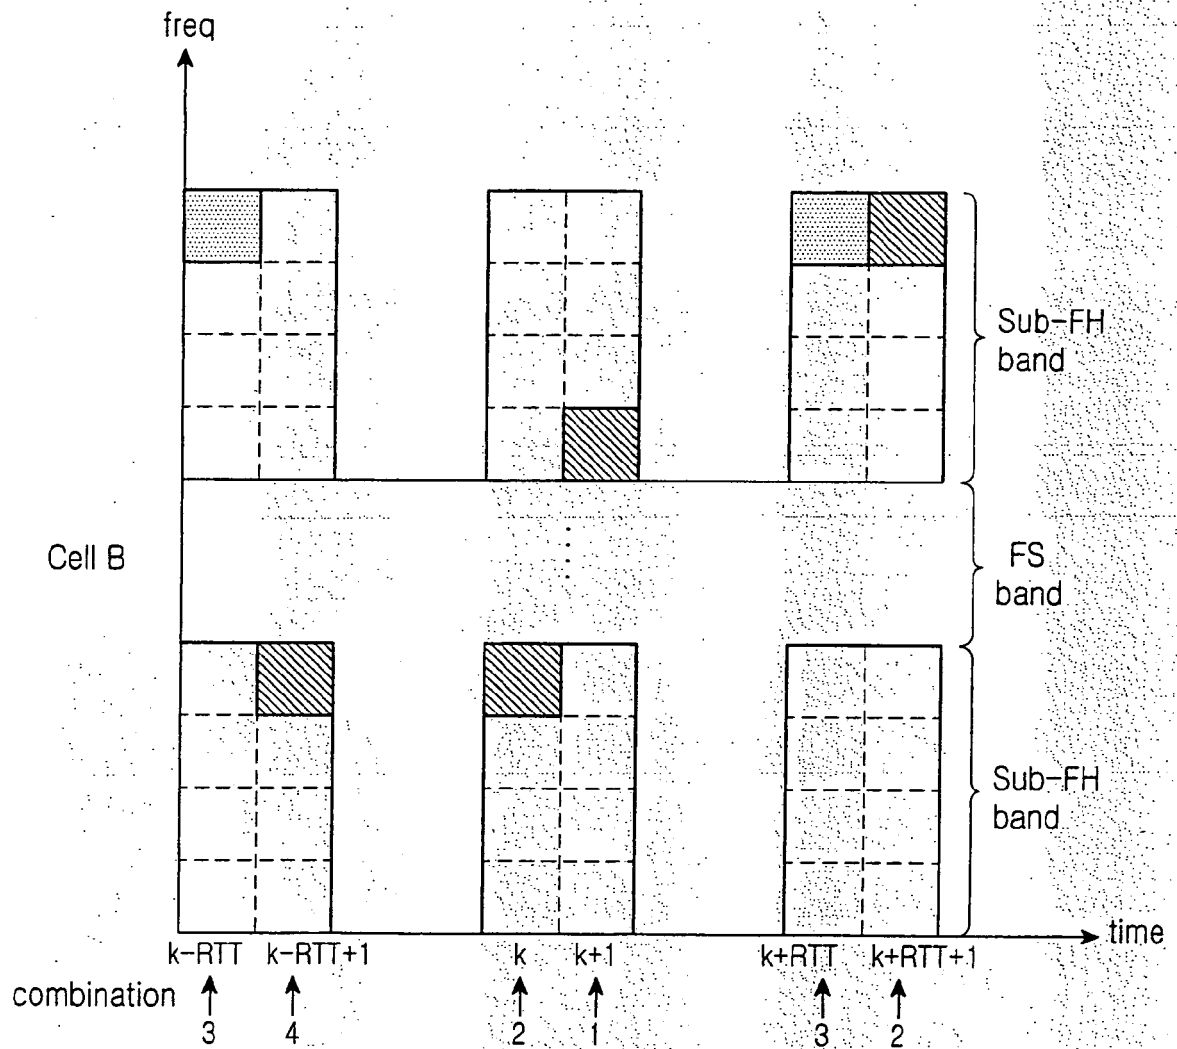 freq
Sub-FH
band
Cell B
FS
band
Sub-FH
band
time
k-RTT k-RTT+1 k k+1 k+RTT k+RTT+1
combination
3 4 2 1 3 2